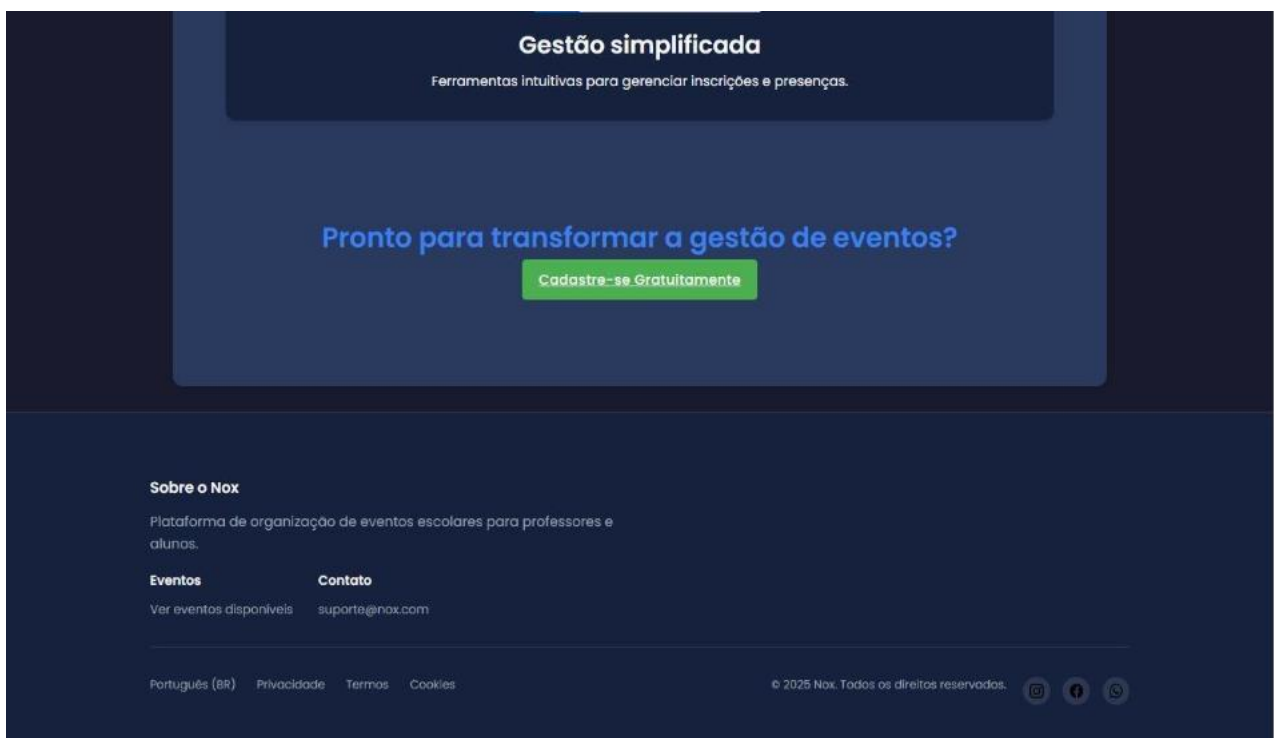 Gestão simplificada
Ferramentas intuitivas para gerenciar inscrições e presenças.
Pronto para transformar a gestão de eventos?
Cadastre-se Gratuitamente
Sobre o Nox
Plataforma de organização de eventos escolares para professores e
alunos.
Eventos Contato
Ver eventos disponíveis suporte@nox.com
Português (BR) Privacidade Termos Cookies © 2025 Nox. Todos os direitos reservados.